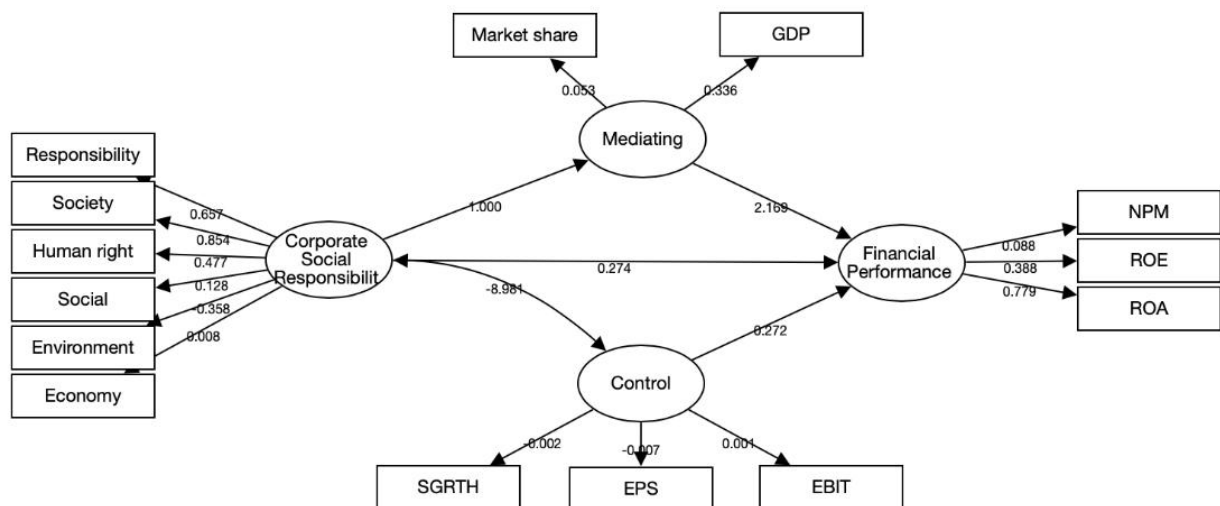 Market share
GDP
0.053
0.336
Mediating
Responsibility
Society
Human right
Social
Environment
Economy
0.657
0.854
0.477
0.128
-0.358
0.008
Corporate
Social
Responsibilit
1.000
2.169
0.274
-8.981
0.272
Financial
Performance
0.088
0.388
0.779
NPM
ROE
ROA
Control
-0.002
-0.007
0.001
SGRTH
EPS
EBIT